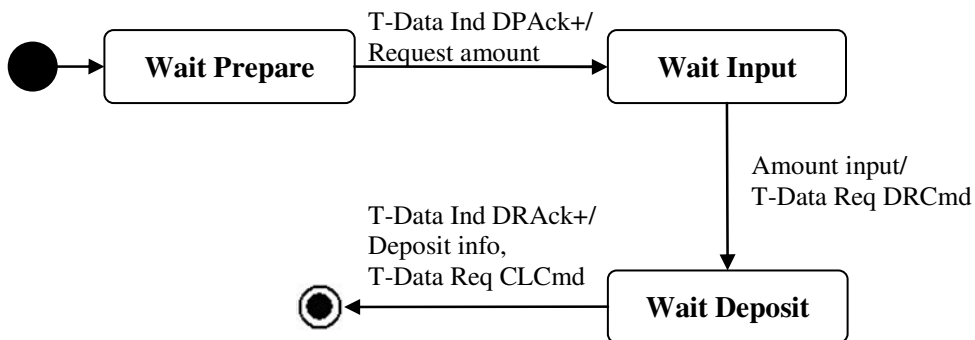 T-Data Ind DPAck+/
Request amount
Wait Prepare
Wait Input
Amount input/
T-Data Req DRCmd
T-Data Ind DRAck+/
Deposit info,
T-Data Req CLCmd
Wait Deposit